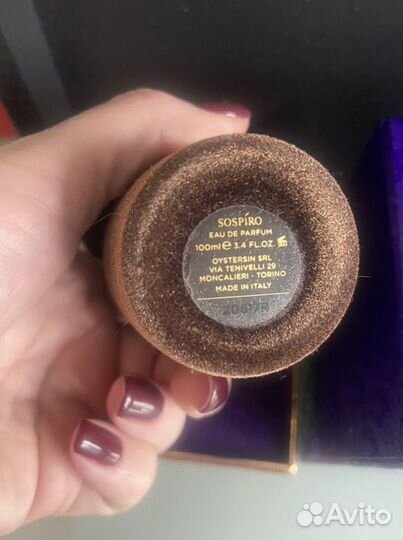 SOSPíRO
EAU DE PARFUM
100ml e 3.4 FL.OZ.
OYSTERSIN SRL
VIA TENIVELLI 29
MONCALIERI - TORINO
MADE IN ITALY
Avito